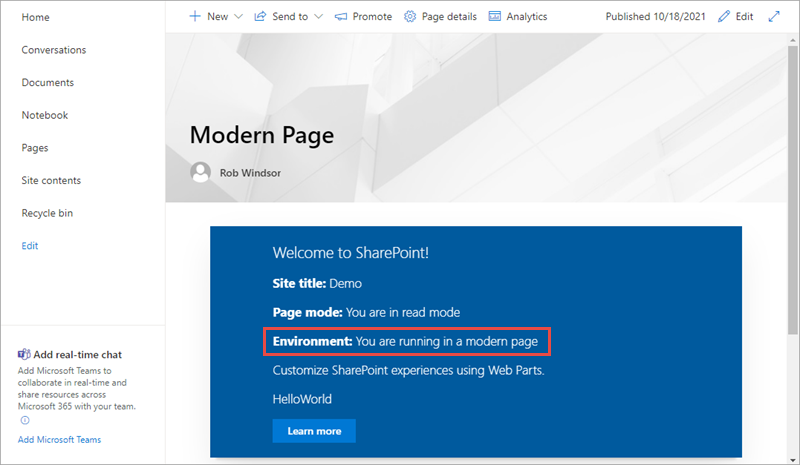 Home
Conversations
Documents
Notebook
Pages
Site contents
Recycle bin
Edit
Add real-time chat
Add Microsoft Teams to
collaborate in real-time and
share resources across
Microsoft 365 with your team.
Add Microsoft Teams
New Send to Promote Page details Analytics Published 10/18/2021 Edit
Modern Page
Rob Windsor
Welcome to SharePoint!
Site title: Demo
Page mode: You are in read mode
Environment: You are running in a modern page
Customize SharePoint experiences using Web Parts.
HelloWorld
Learn more